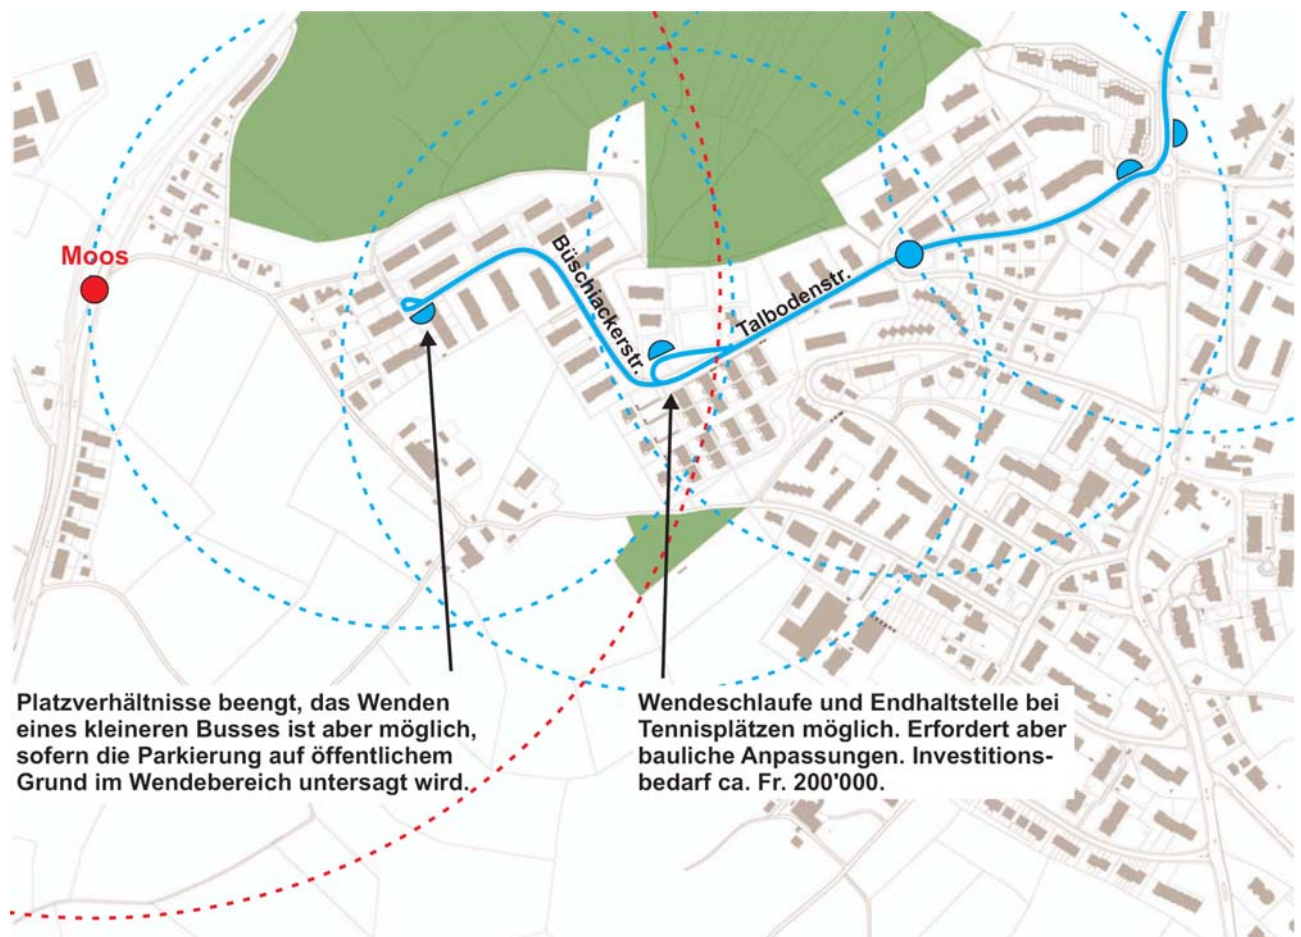 Moos
Büschiackerstr.
Talbodenstr.
Platzverhältnisse beengt, das Wenden
eines kleineren Busses ist aber möglich,
sofern die Parkierung auf öffentlichem
Grund im Wendebereich untersagt wird.
Wendeschlaufe und Endhaltstelle bei
Tennisplätzen möglich. Erfordert aber
bauliche Anpassungen. Investitions-
bedarf ca. Fr. 200'000.